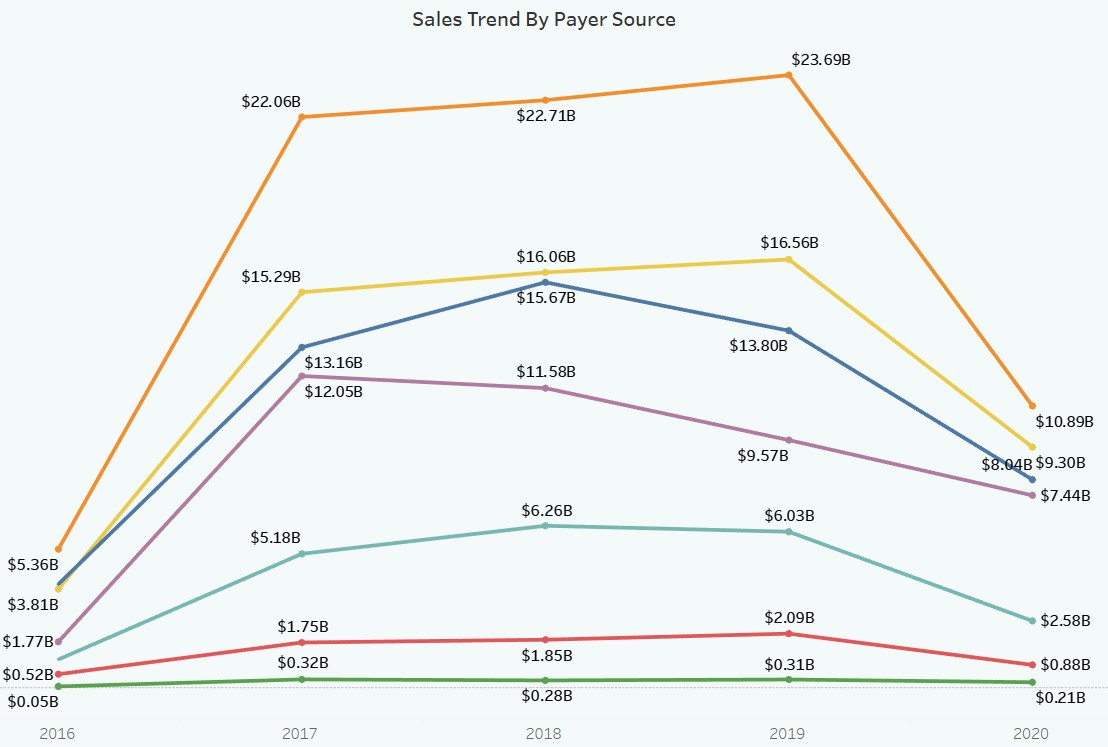 Sales Trend By Payer Source
$23.69B
$22.06B
$22.71B
$16.56B
$16.06B
$15.29B
$15.67B
$13.80B
$13.16B
$11.58B
$12.05B
$10.89B
$9.57B
$8.04B
$9.30B
$7.44B
$6.26B
$6.03B
$5.18B
$5.36B
$3.81B
$2.58B
$1.75B
$2.09B
$1.77B
$1.85B
$0.88B
$0.32B
$0.31B
$0.52B
$0.28B
$0.21B
$0.05B
2016 2017 2018 2019 2020